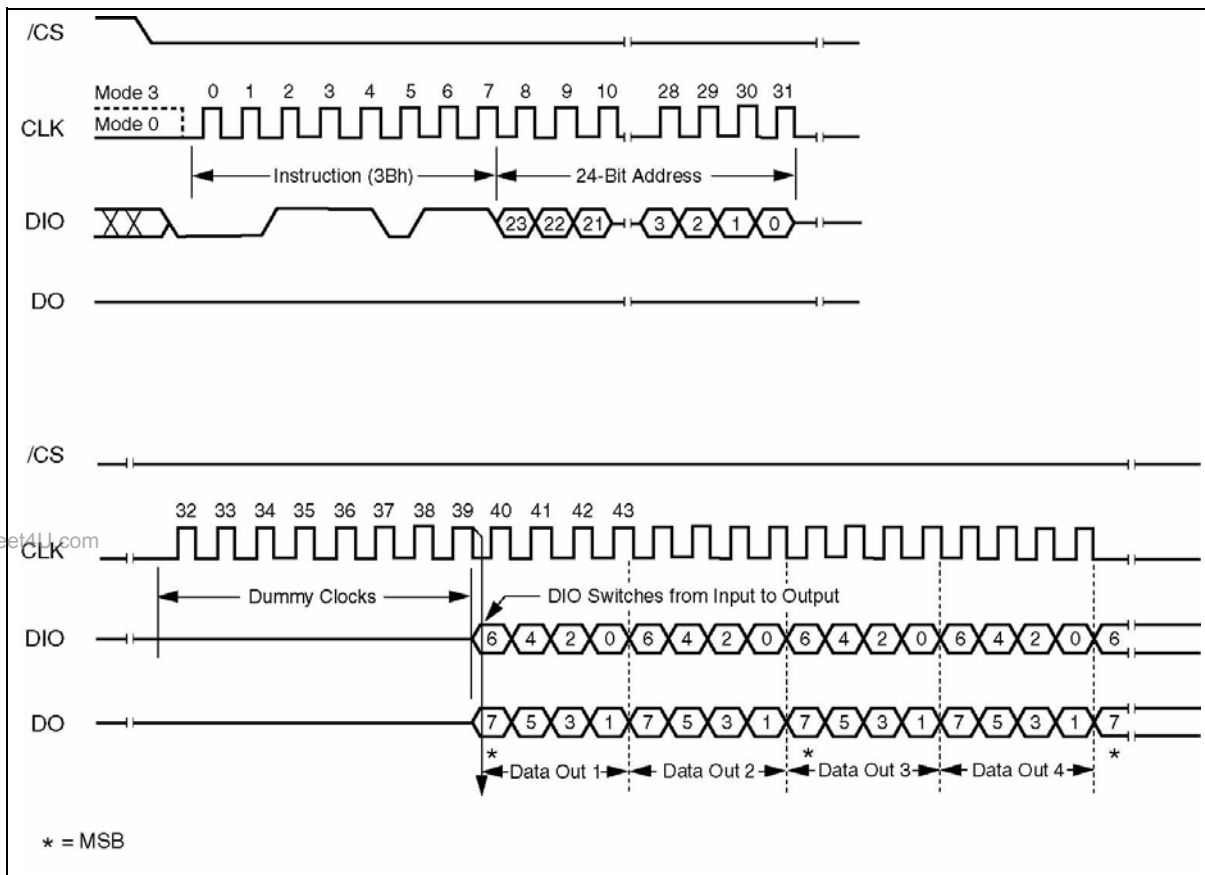 /CS
Mode 3 0 1 2 3 4 5 6 7 8 9 10 28 29 30 31
CLK Mode 0
Instruction (3Bh) 24-Bit Address
DIO 23 22 21 3 2 1 0
DO
/CS
32 33 34 35 36 37 38 39 40 41 42 43
eet4U.com
CLK
Dummy Clocks DIO Switches from Input to Output
DIO 6 4 2 0 6 4 2 0 6 4 2 0 6 4 2 0 6
DO 7 5 3 1 7 5 3 1 7 5 3 1 7 5 3 1 7
* * *
Data Out 1 Data Out 2 Data Out 3 Data Out 4
* = MSB